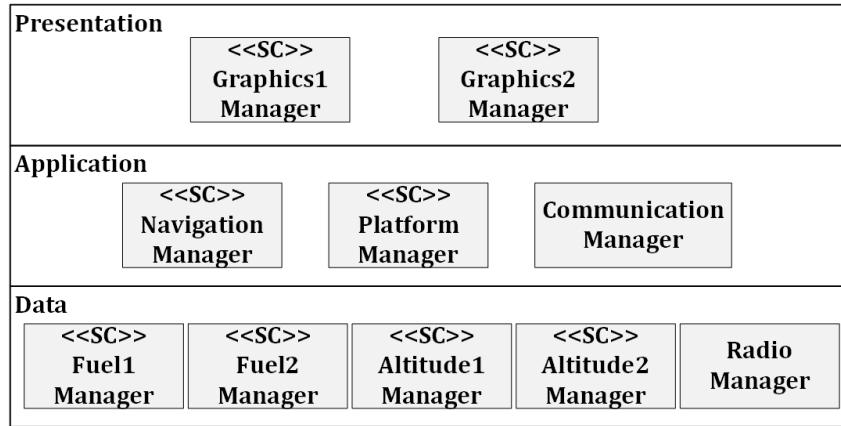 Presentation
<<SC>>
Graphics1
Manager
<<SC>>
Graphics2
Manager
Application
<<SC>>
Navigation
Manager
<<SC>>
Platform
Manager
Communication
Manager
Data
<<SC>>
Fuel1
Manager
<<SC>>
Fuel2
Manager
<<SC>>
Altitude1
Manager
<<SC>>
Altitude2
Manager
Radio
Manager